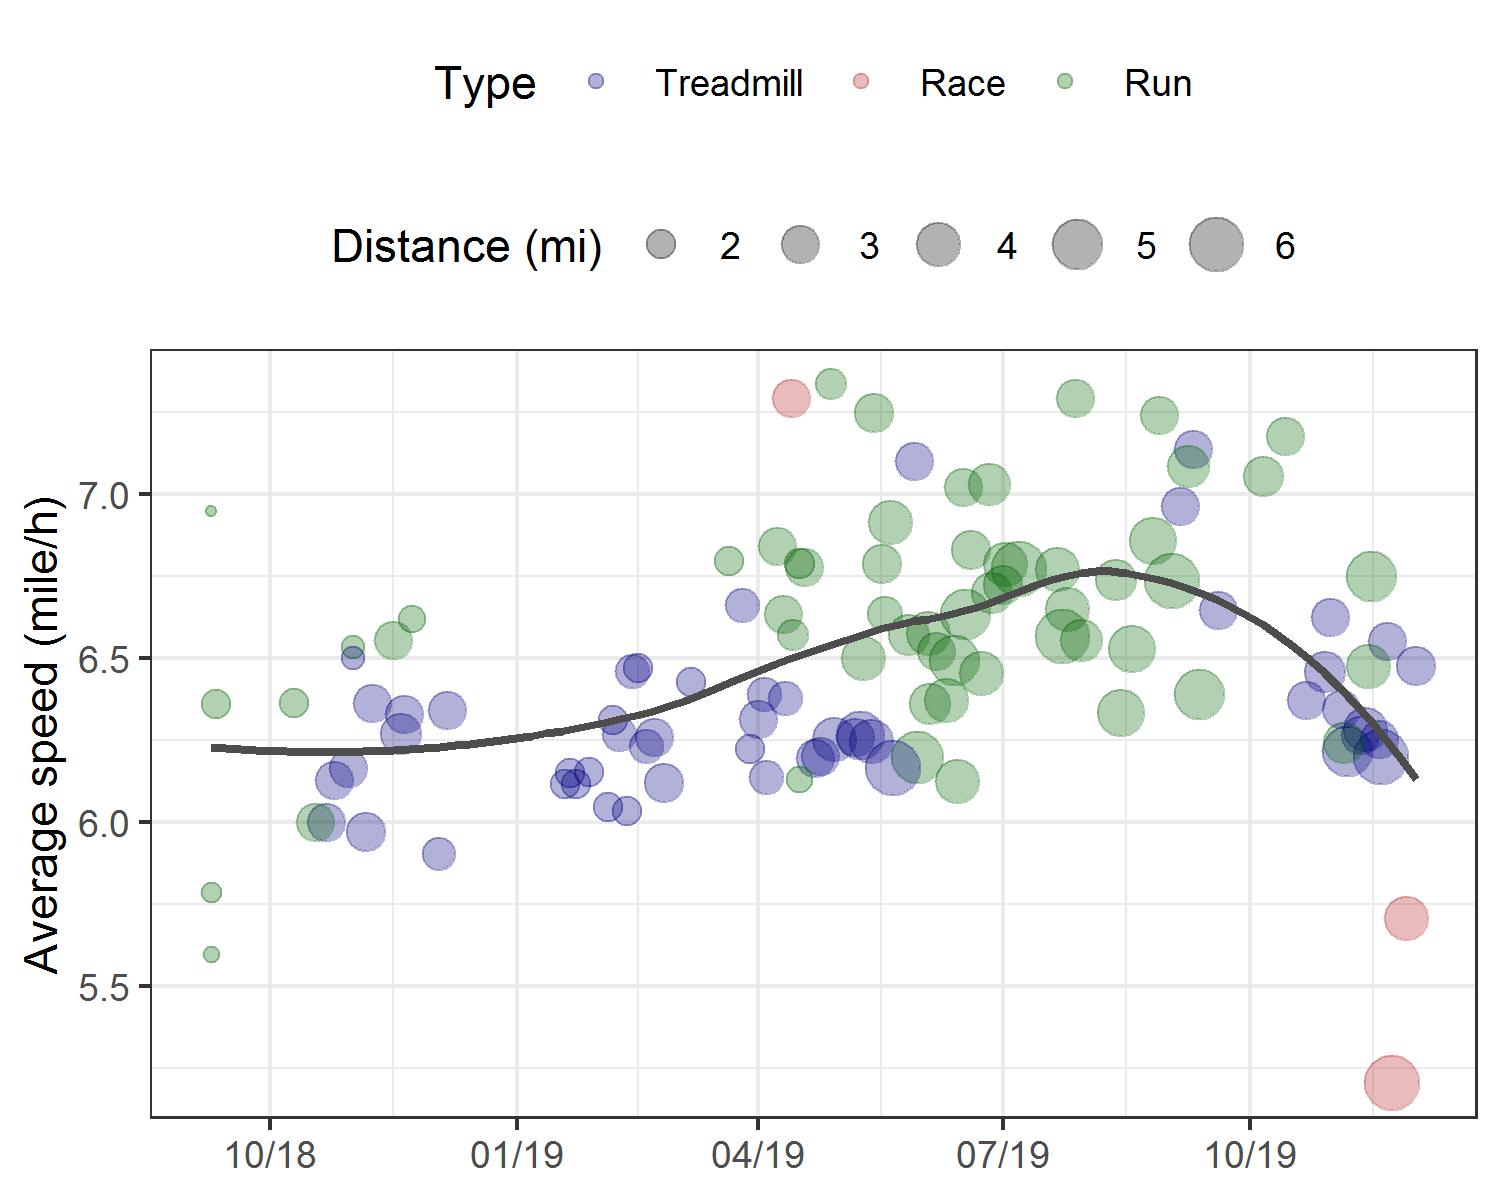 Type Treadmill Race Run
Distance (mi) 2 3 4 5 6
Average speed (mile/h)
7.0
6.5
6.0
5.5
10/18 01/19 04/19 07/19 10/19